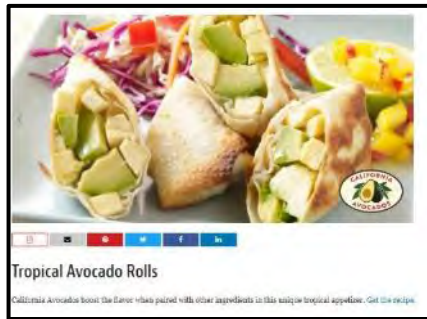 CALIFORNIA
AVOCADOS
in
Tropical Avocado Rolls
California Avocados boost the flavor when paired with other ingredients in this unique tropical appetizer. Get the recipe.